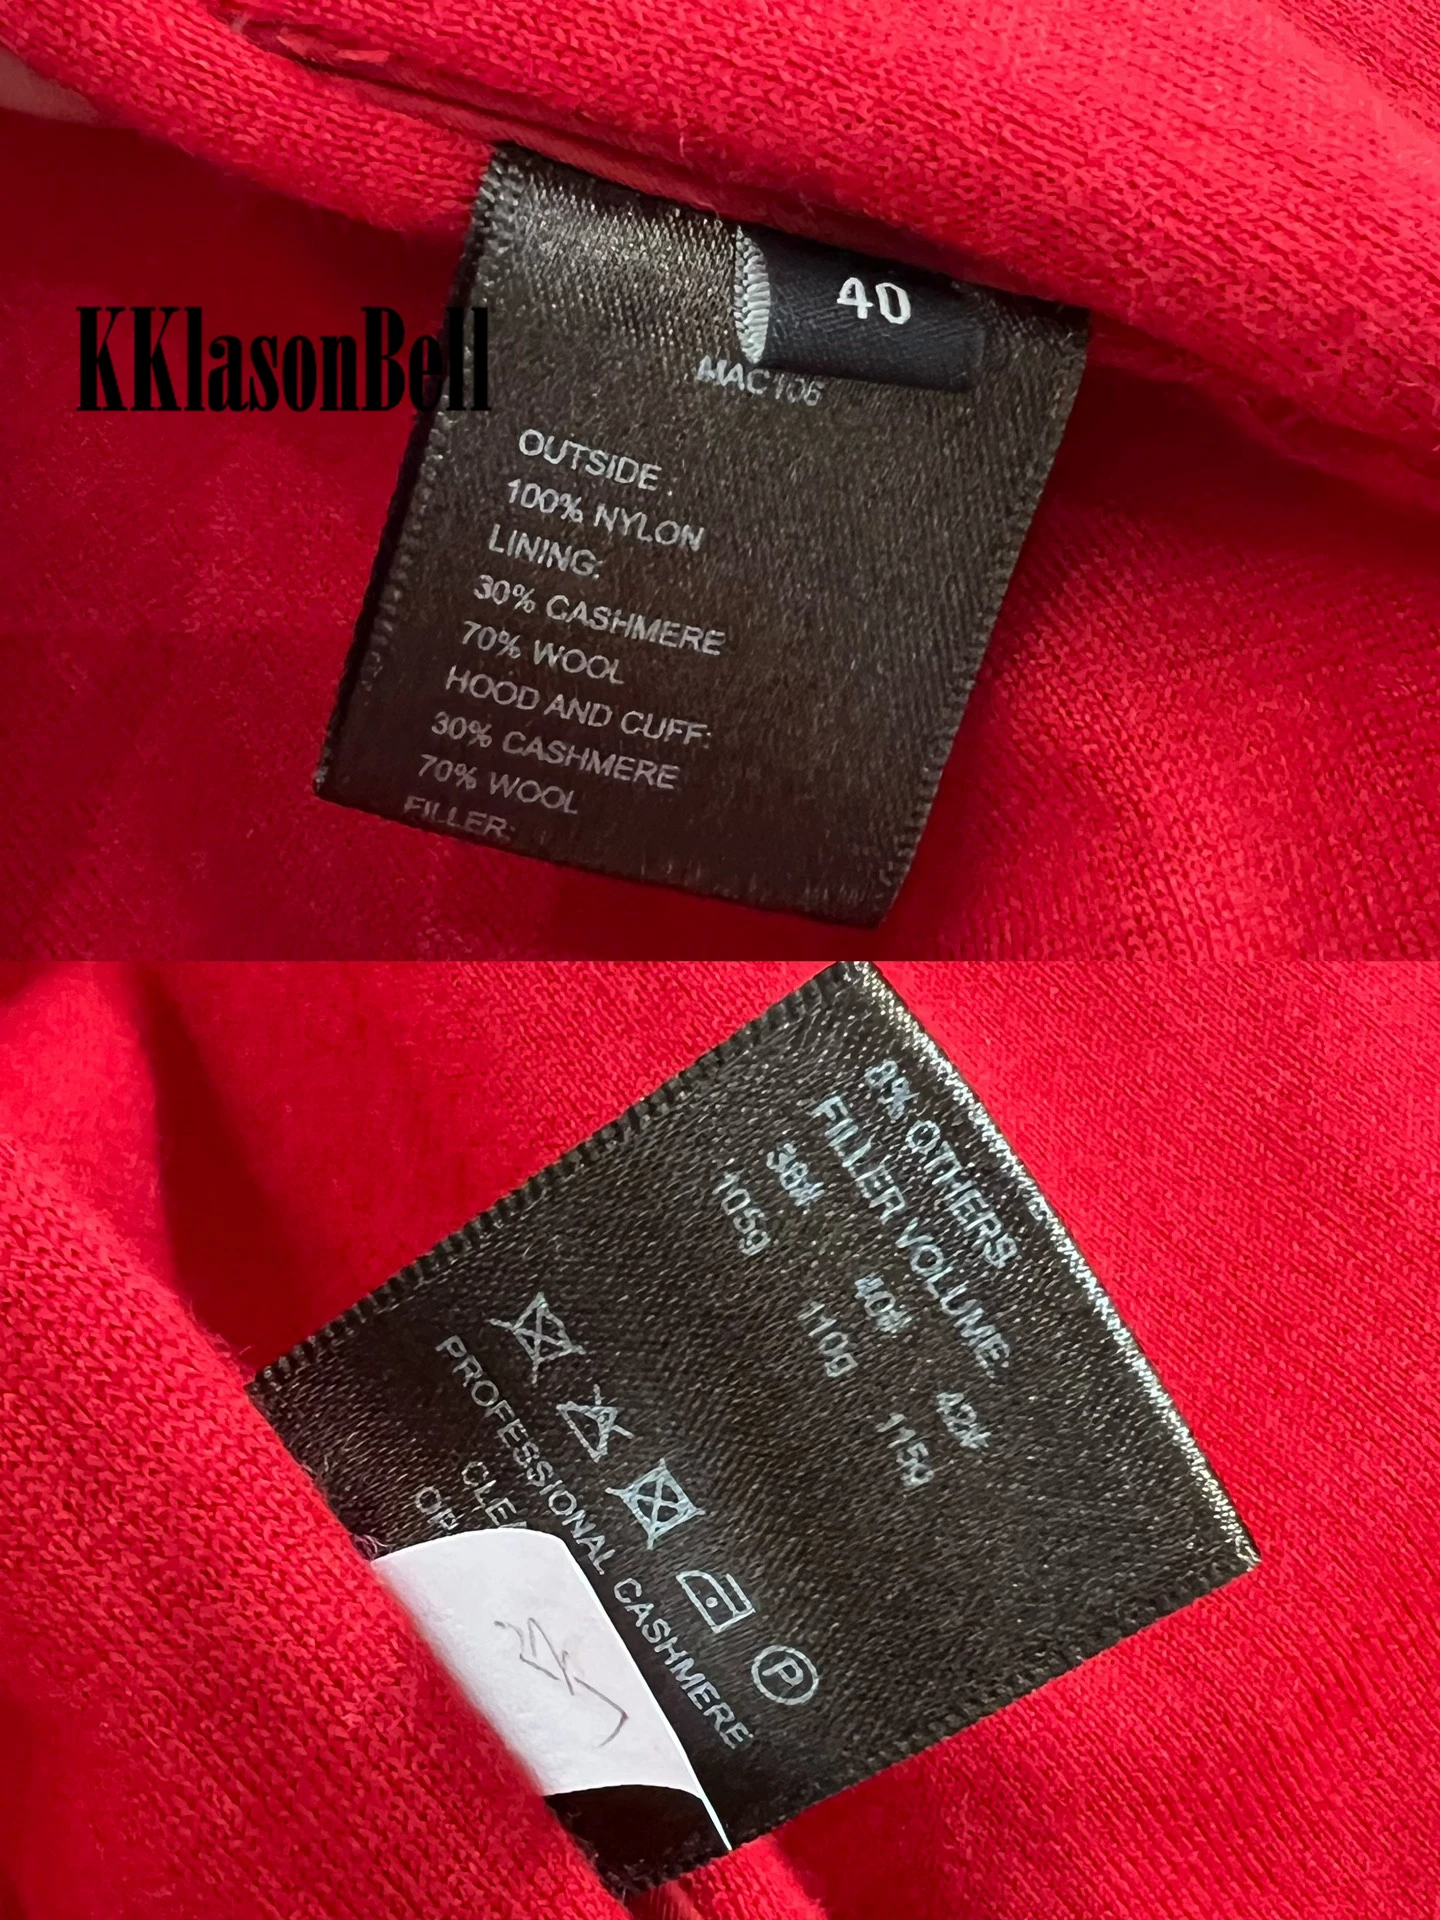 KKlasonBell
40
MAC106
OUTSIDE :
100% NYLON
LINING:
30% CASHMERE
70% WOOL
HOOD AND CUFF:
30% CASHMERE
70% WOOL
FILLER:
8% OTHERS
FILLER VOLUME:
38# 40# 42#
105g 110g 115g
P
PROFESSIONAL CASHMERE